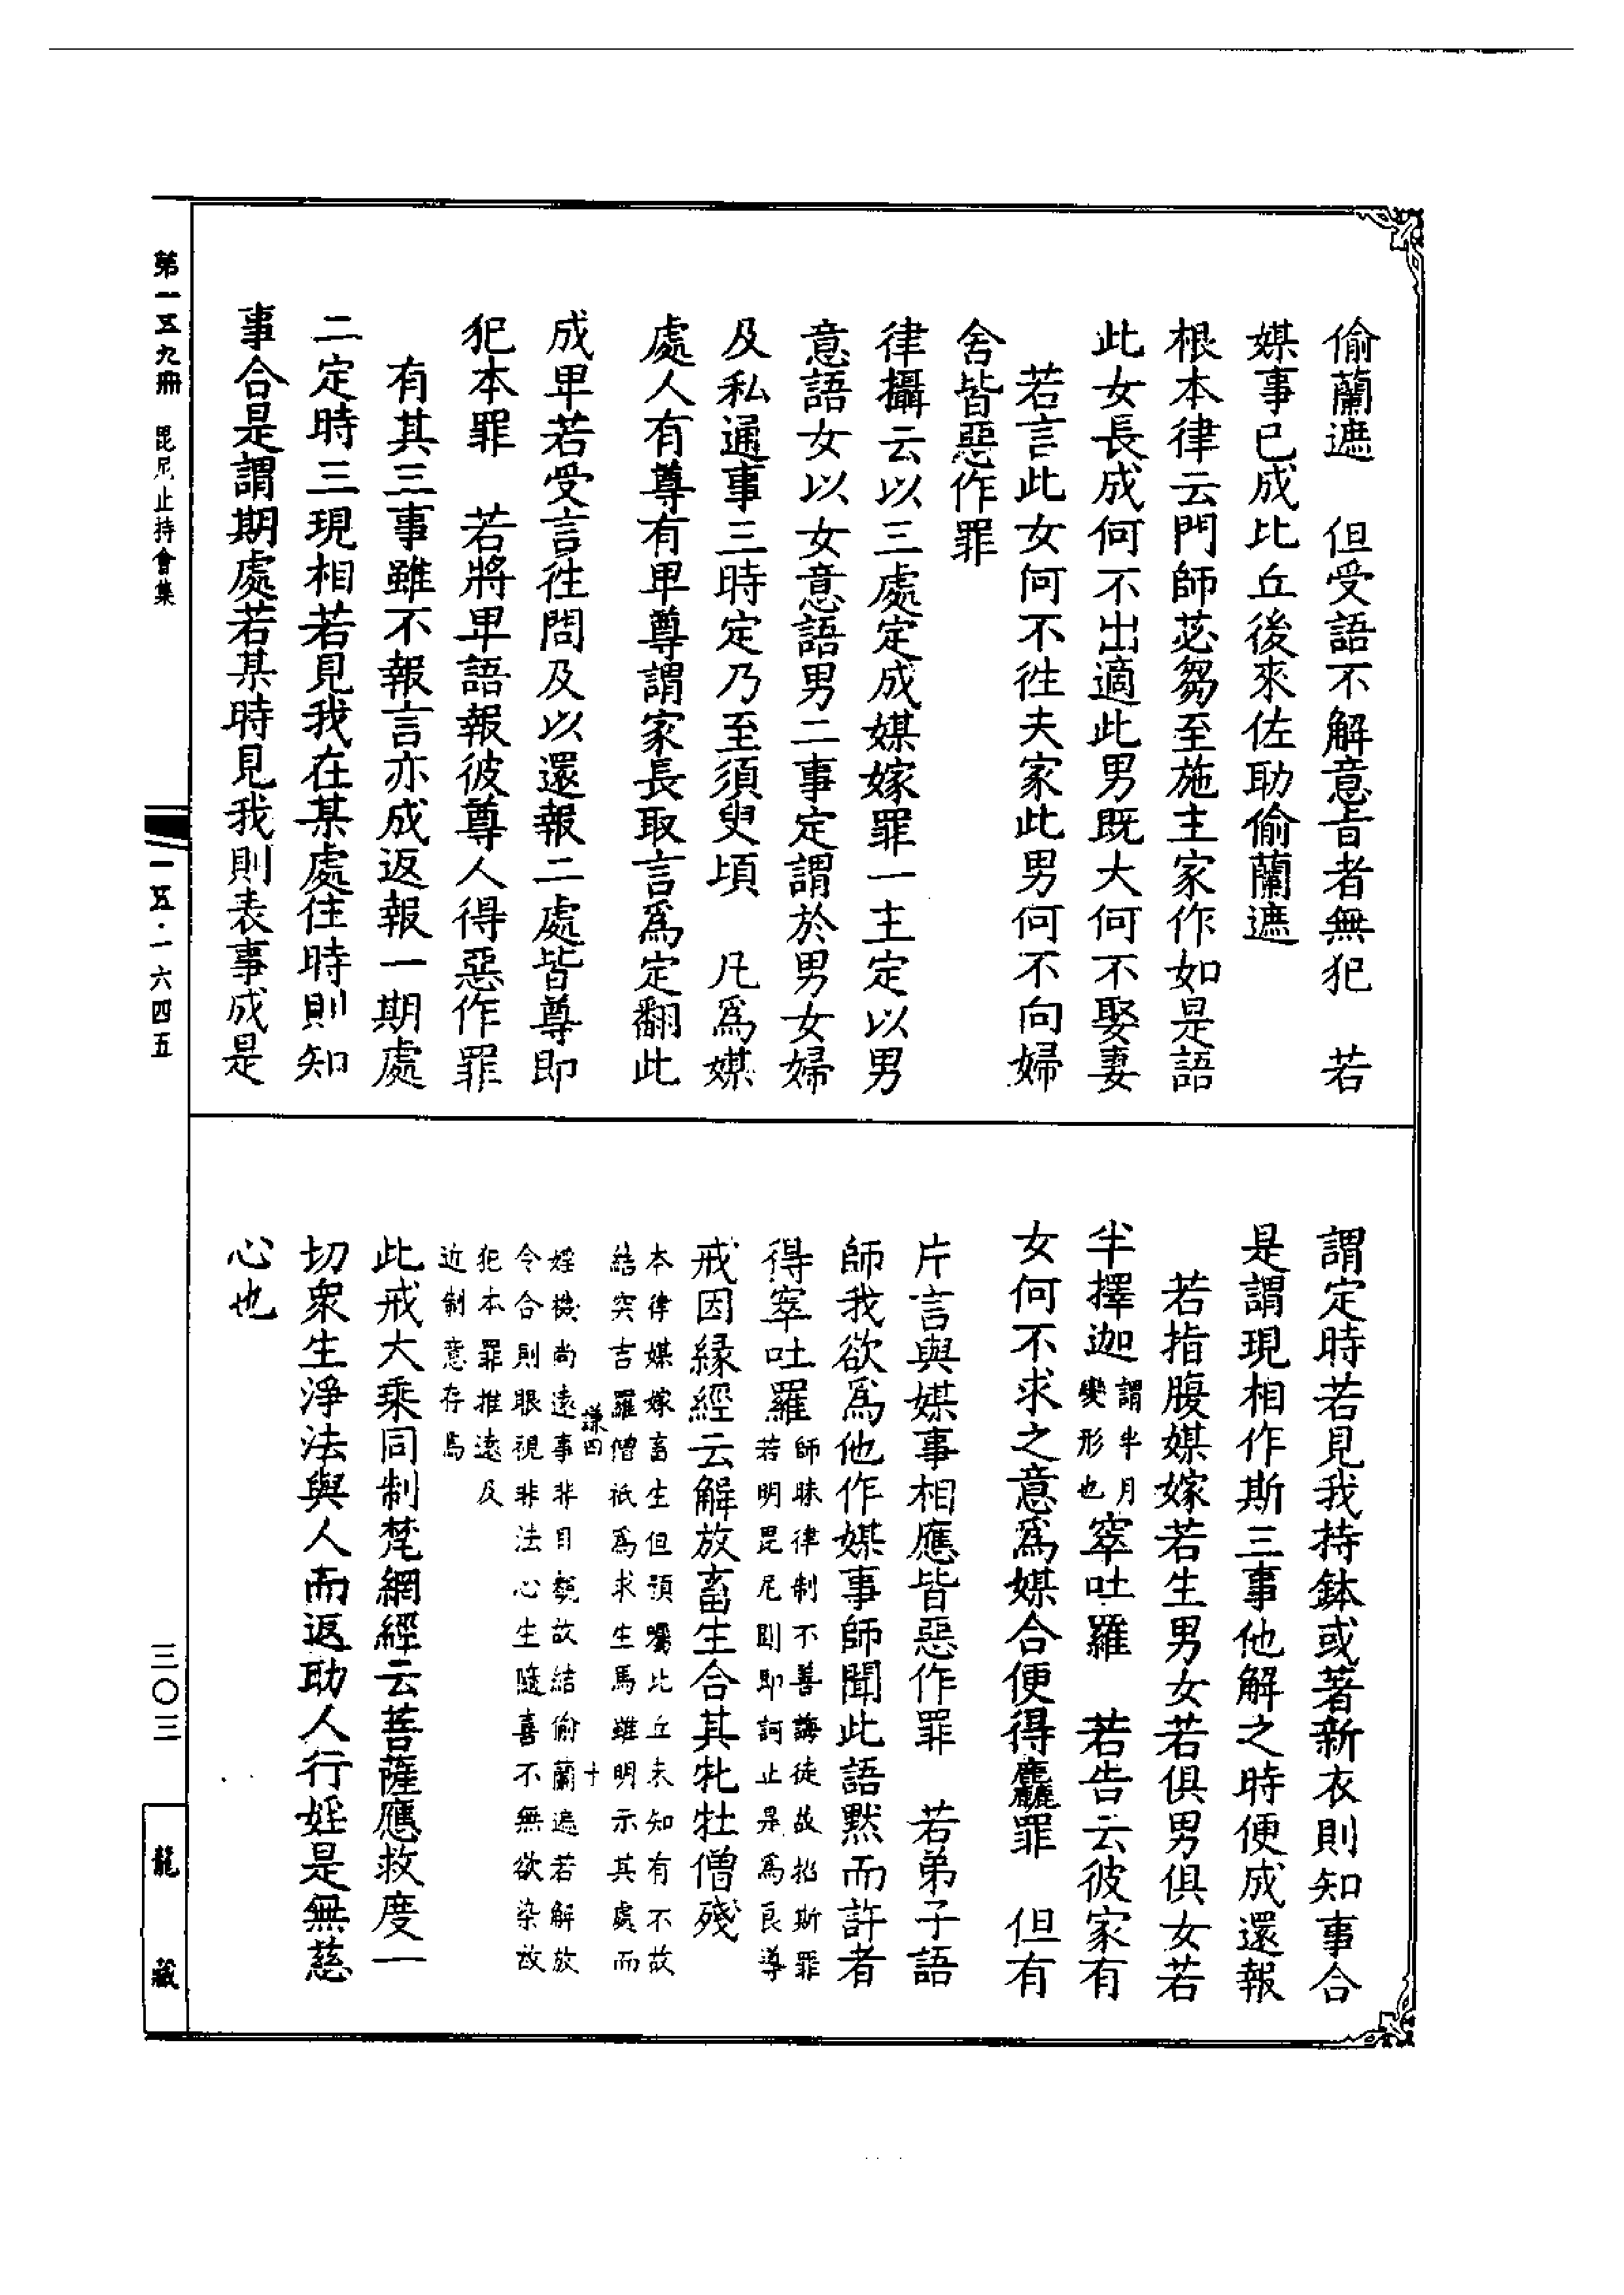 偷蘭遮　但受語不解意旨者無犯　若
媒事已成比丘後來佐助偷蘭遮
根本律云門師苾芻至施主家作如是語
此女長成何不出適此男既大何不娶妻
若言此女何不往夫家此男何不向婦
舍皆惡作罪
律攝云以三處定成媒嫁罪一主定以男
意語女以女意語男二事定謂於男女婦
及私通事三時定乃至須臾頃　凡爲媒
處人有尊有卑尊謂家長取言爲定翻此
成卑若受言往問及以還報二處皆尊即
犯本罪　若將卑語報彼尊人得惡作罪
有其三事雖不報言亦成返報一期處
二定時三現相若見我在某處住時則知
事合是謂期處若某時見我則表事成是
謂定時若見我持鉢或著新衣則知事合
是謂現相作斯三事他解之時便成還報
若指腹媒嫁若生男女若俱男俱女若
半擇迦謂半月變形也窣吐羅　若告云彼家有
女何不求之意爲媒合便得麤罪　但有
片言與媒事相應皆惡作罪　若弟子語
師我欲爲他作媒事師聞此語默而許者
得窣吐羅師昧律制不善誨徒故招斯罪若明毘尼則即訶止是爲良導
戒因緣經云解放畜生合其牝牡僧殘
本律媒嫁畜生但預囑比丘未知有不故
結突吉羅僧祇爲求生馬雖明示其處而
謙四　十
婬機尚遠事非目覩故結偷蘭遮若解放
令合則眼視非法心生隨喜不無欲染故
犯本罪推遠及
近制意存焉
此戒大乘同制梵網經云菩薩應救度一
切眾生淨法與人而返助人行婬是無慈
心也
第一五九冊　毘尼止持會集
一五·一六四五
三〇三
龍藏